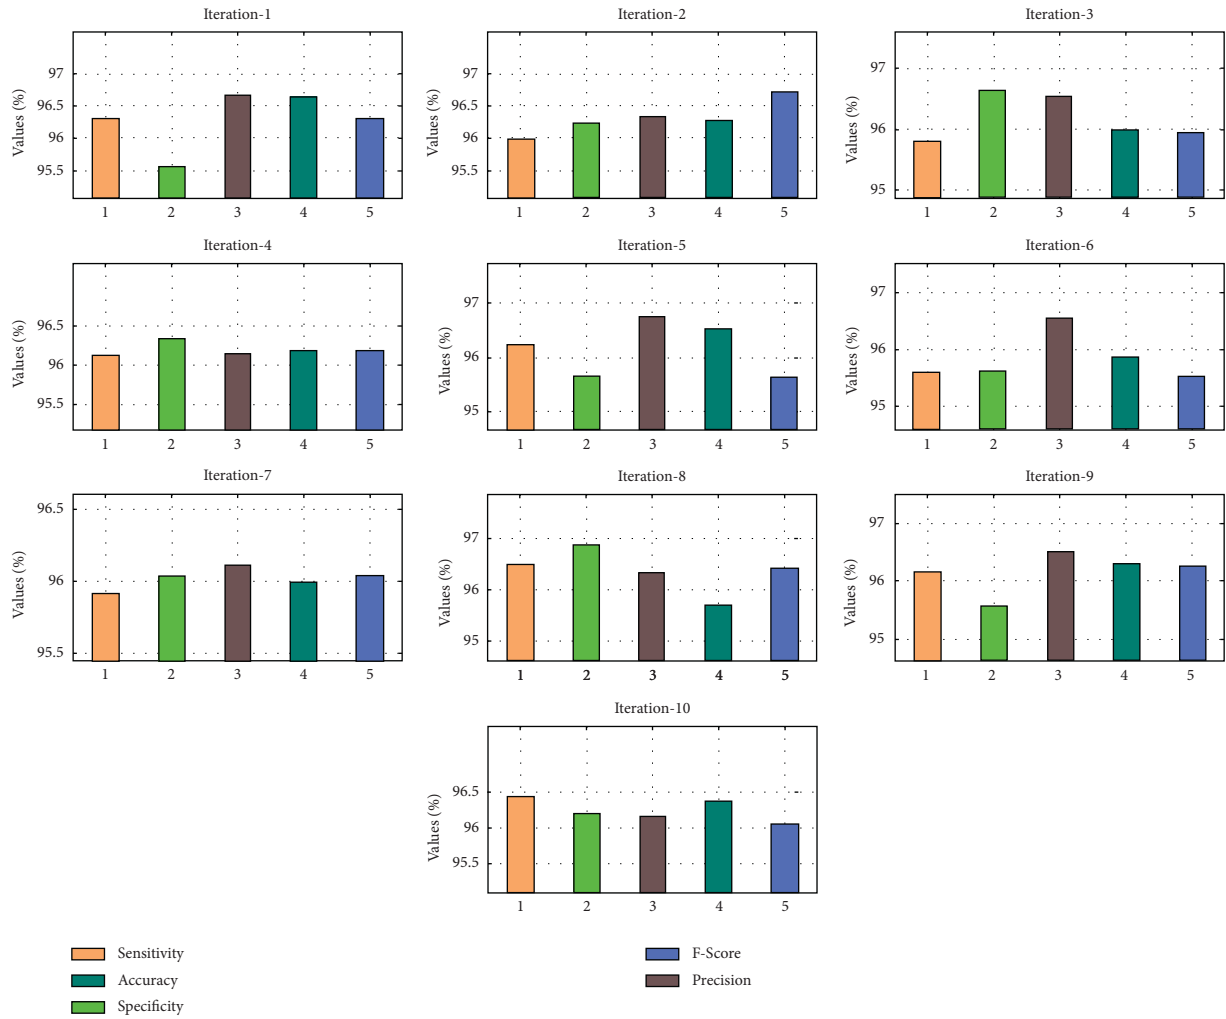 Iteration-1
Values (%)
97
96.5
96
95.5
1 2 3 4 5
Iteration-2
Values (%)
97
96.5
96
95.5
1 2 3 4 5
Iteration-3
Values (%)
97
96
95
1 2 3 4 5
Iteration-4
Values (%)
96.5
96
95.5
1 2 3 4 5
Iteration-5
Values (%)
97
96
95
1 2 3 4 5
Iteration-6
Values (%)
97
96
95
1 2 3 4 5
Iteration-7
Values (%)
96.5
96
95.5
1 2 3 4 5
Iteration-8
Values (%)
97
96
95
1 2 3 4 5
Iteration-9
Values (%)
97
96
95
1 2 3 4 5
Iteration-10
Values (%)
96.5
96
95.5
1 2 3 4 5
Sensitivity
Accuracy
Specificity
F-Score
Precision